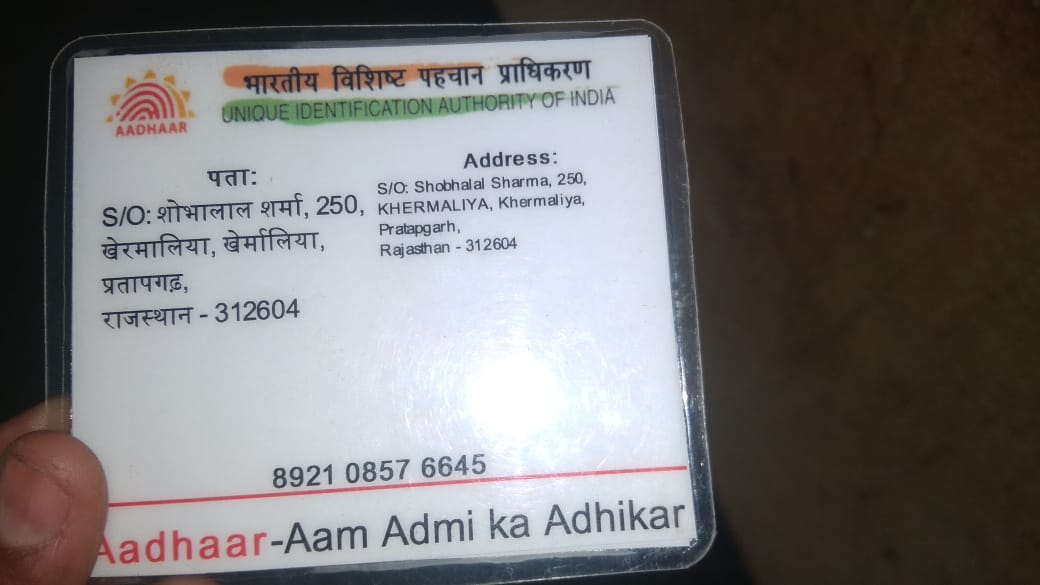 भारतीय विशिष्ट पहचान प्राधिकरण
UNIQUE IDENTIFICATION AUTHORITY OF INDIA
AADHAAR
पता:
S/O: शोभालाल शर्मा, 250,
खेरमालिया, खेर्मालिया,
प्रतापगढ़,
राजस्थान - 312604
Address:
S/O: Shobhalal Sharma, 250,
KHERMALIYA, Khermaliya,
Pratapgarh,
Rajasthan - 312604
8921 0857 6645
Aadhaar-Aam Admi ka Adhikar